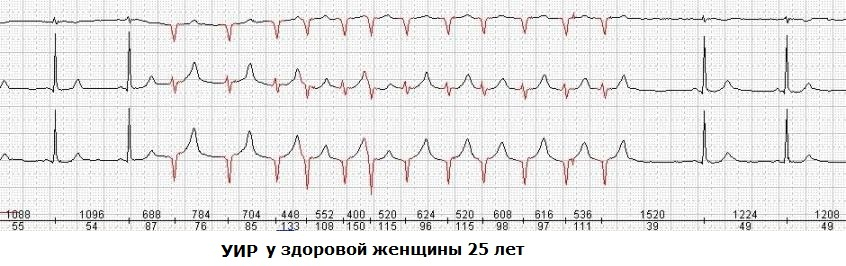 1088 1096 688 784 704 448 552 400 520 624 520 608 616 536 1520 1224 1208
55 54 87 76 85 133 108 150 115 96 115 98 97 111 39 49 49
УИР у здоровой женщины 25 лет